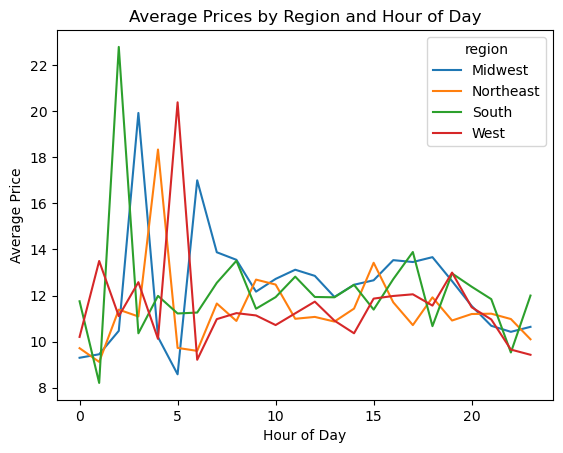 Average Prices by Region and Hour of Day
region
Midwest
Northeast
South
West
22
20
18
16
14
12
10
8
Average Price
0
5
10
15
20
Hour of Day